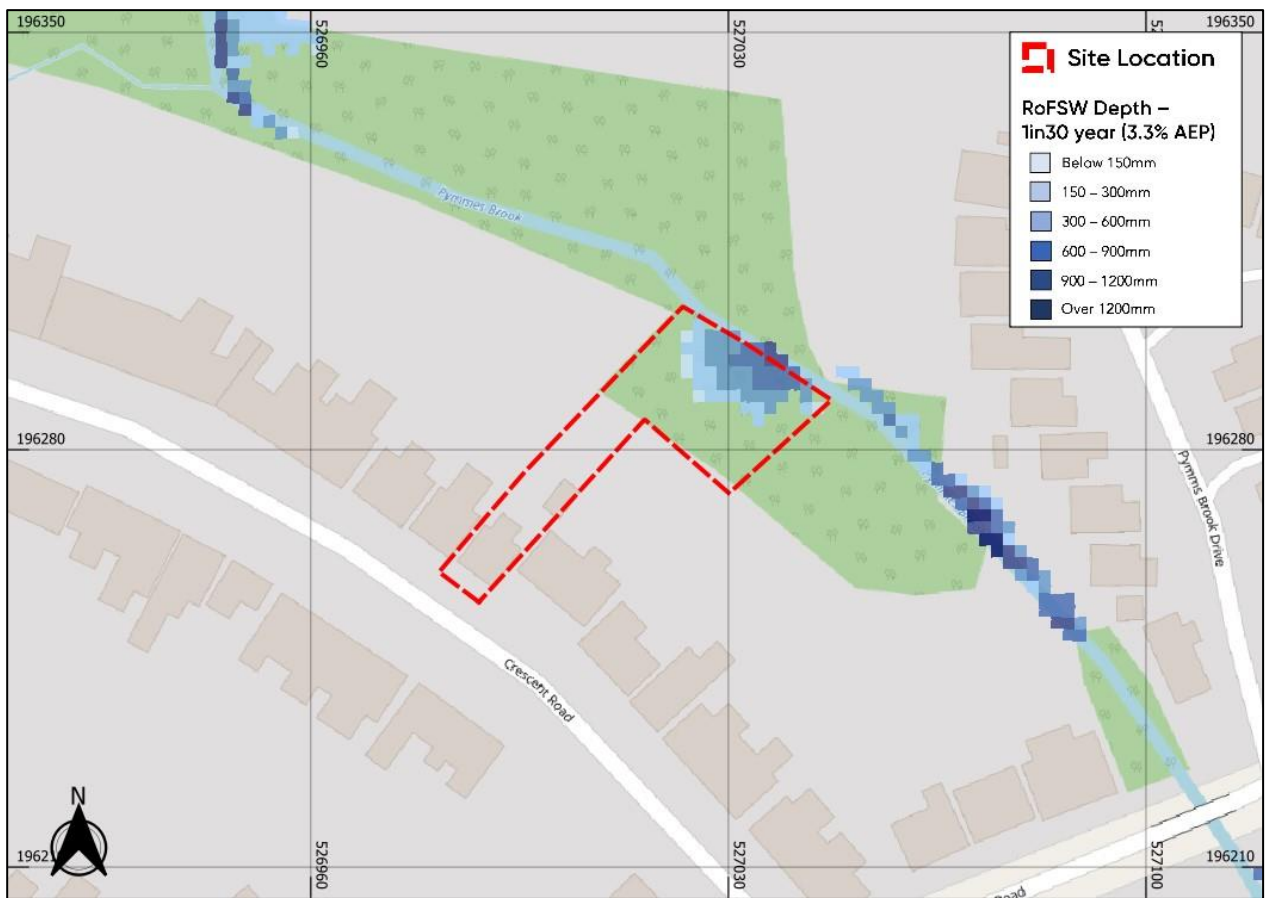 196350
526960
527030
196350
Site Location
RoFSW Depth –
1in30 year (3.3% AEP)
Below 150mm
150 – 300mm
300 – 600mm
600 – 900mm
900 – 1200mm
Over 1200mm
Pymmes Brook
196280
196280
Pymms Brook Drive
Crescent Road
N
526960
527030
527100
196210
Road